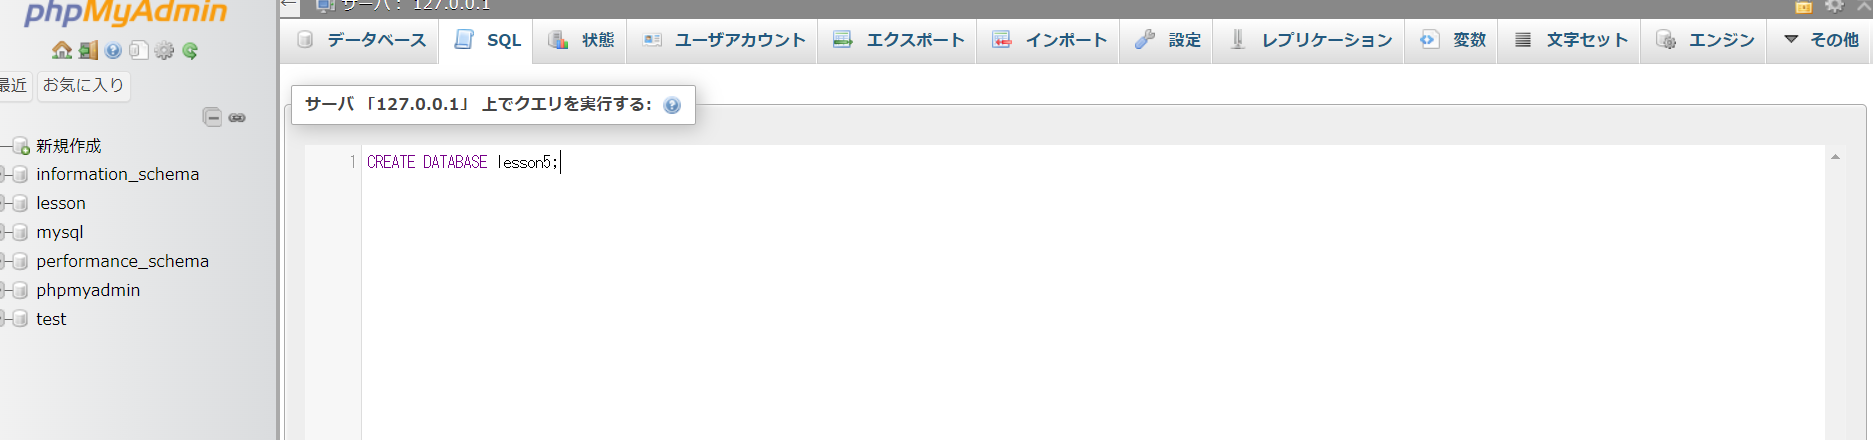 phpMyAdmin
最近 お気に入り
新規作成
information_schema
lesson
mysql
performance_schema
phpmyadmin
test
← サーバ: 127.0.0.1
データベース SQL 状態 ユーザアカウント エクスポート インポート 設定 レプリケーション 変数 文字セット エンジン その他
サーバ 「127.0.0.1」 上でクエリを実行する:
1 CREATE DATABASE lesson5;